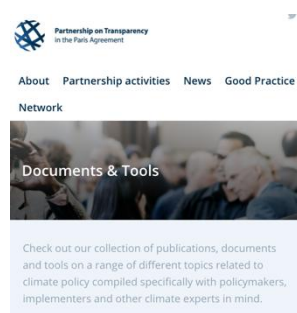 Partnership on Transparency
in the Paris Agreement
About Partnership activities News Good Practice
Network
Documents & Tools
Check out our collection of publications, documents
and tools on a range of different topics related to
climate policy compiled specifically with policymakers,
implementers and other climate experts in mind.